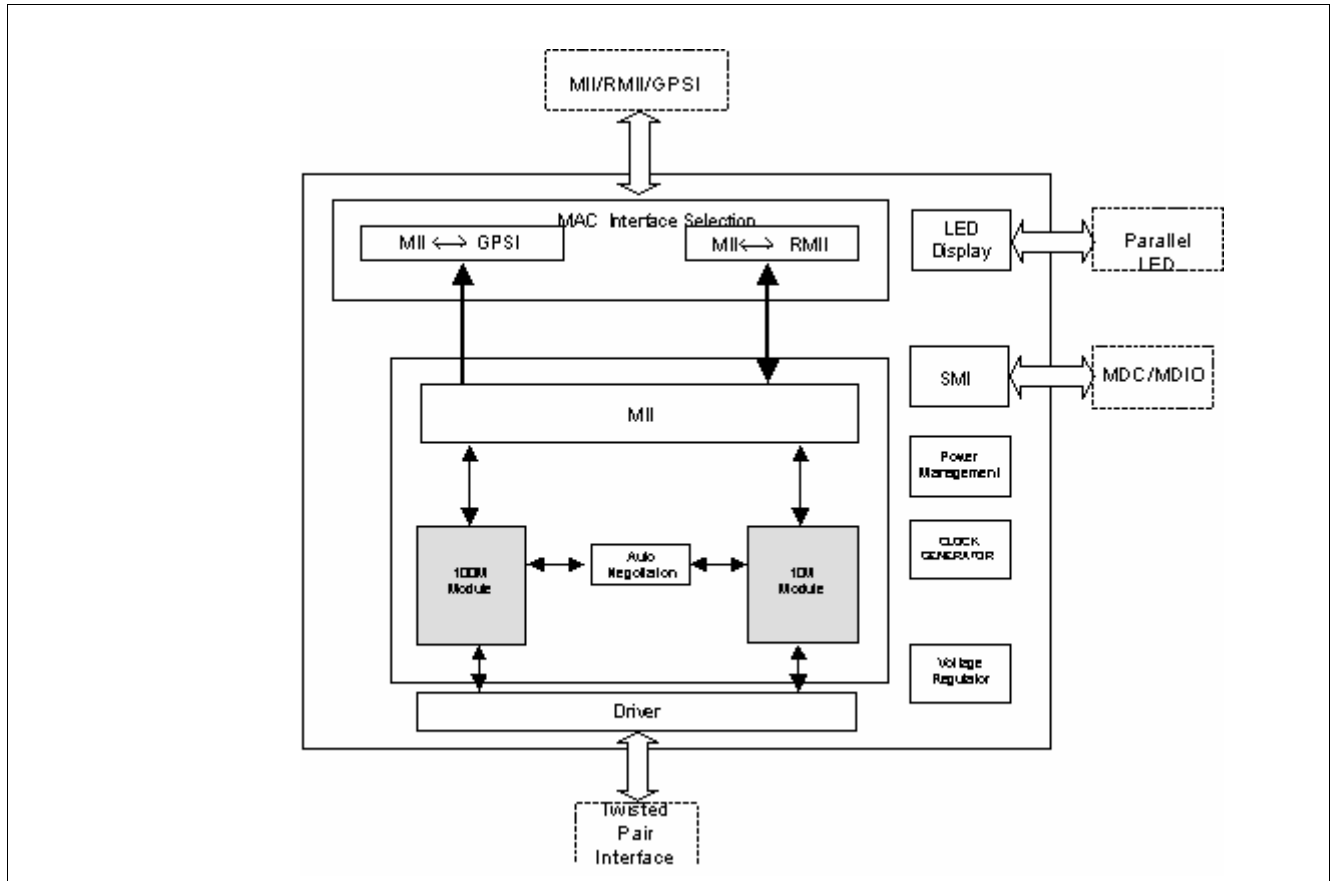 MII/RMII/GPSI
MAC Interface Selection
MII <--> GPSI
MII <--> RMII
LED
Display
Parallel
LED
SMI
MDC/MDIO
MII
Power
Management
CLOCK
GENERATOR
100M
Module
Auto
Negotiation
10M
Module
Voltage
Regulator
Driver
Twisted
Pair
Interface